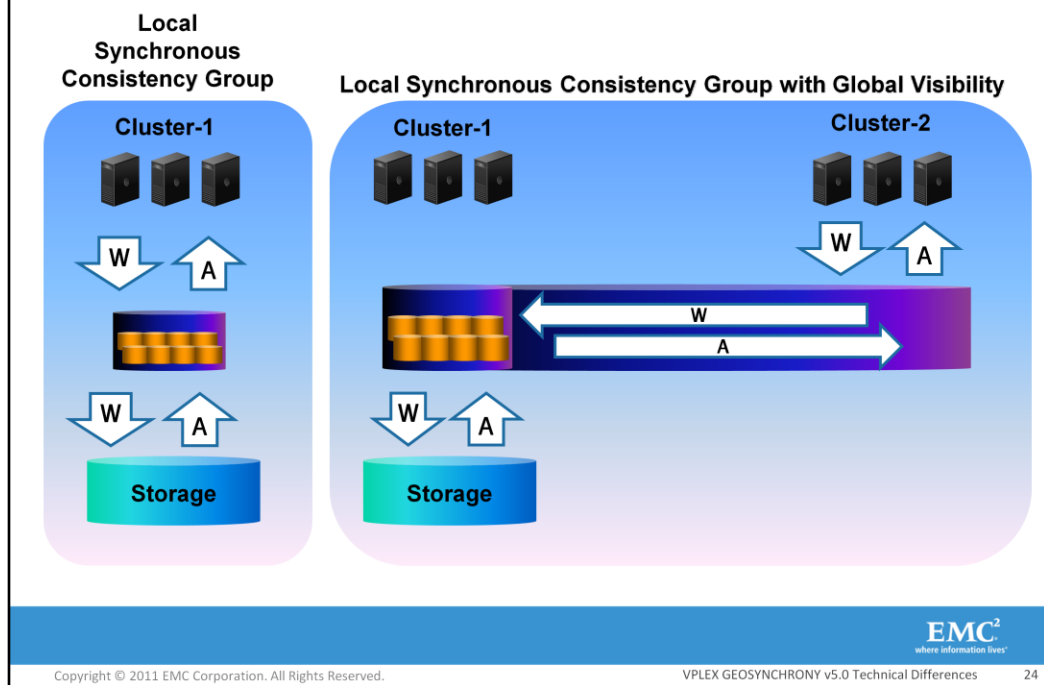 Local
Synchronous
Consistency Group
Local Synchronous Consistency Group with Global Visibility
Cluster-1
Cluster-1
Cluster-2
W
A
W
A
W
A
W
A
W
A
Storage
Storage
EMC²
where information lives®
Copyright © 2011 EMC Corporation. All Rights Reserved.
VPLEX GEOSYNCHRONY v5.0 Technical Differences
24